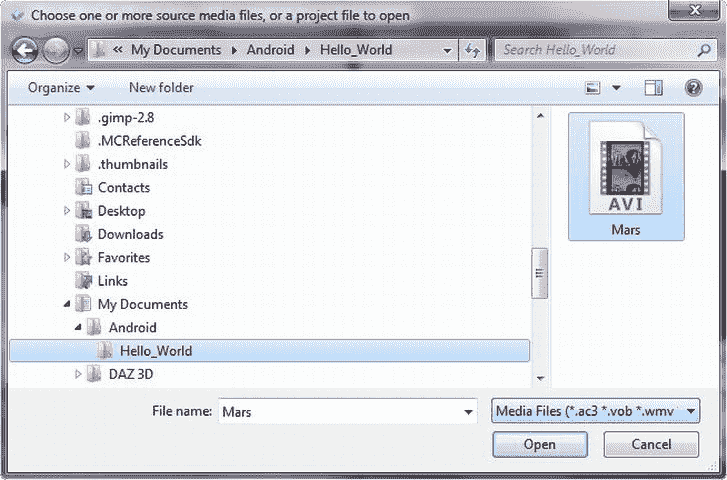 Choose one or more source media files, or a project file to open
« My Documents Android Hello_World
Search Hello_World
Organize New folder
.gimp-2.8
.MCReferenceSdk
.thumbnails
Contacts
Desktop
Downloads
Favorites
Links
My Documents
Android
Hello_World
DAZ 3D
AVI
Mars
File name: Mars
Media Files (*.ac3 *.vob *.wmv
Open Cancel